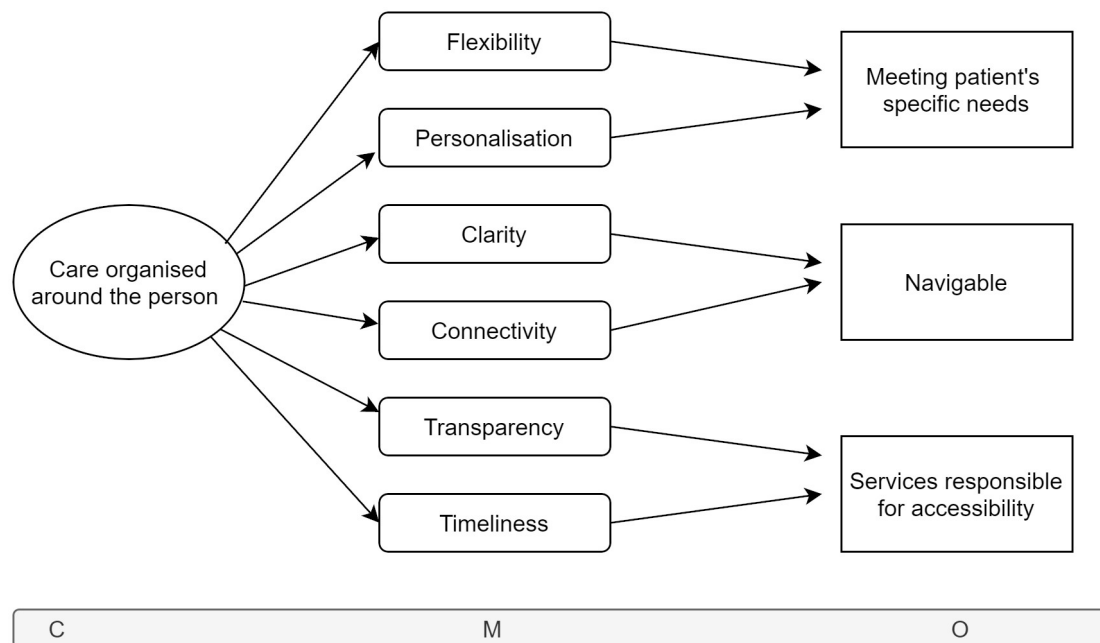 Flexibility
Meeting patient's
specific needs
Personalisation
Clarity
Care organised
around the person
Navigable
Connectivity
Transparency
Services responsible
for accessibility
Timeliness
C M O